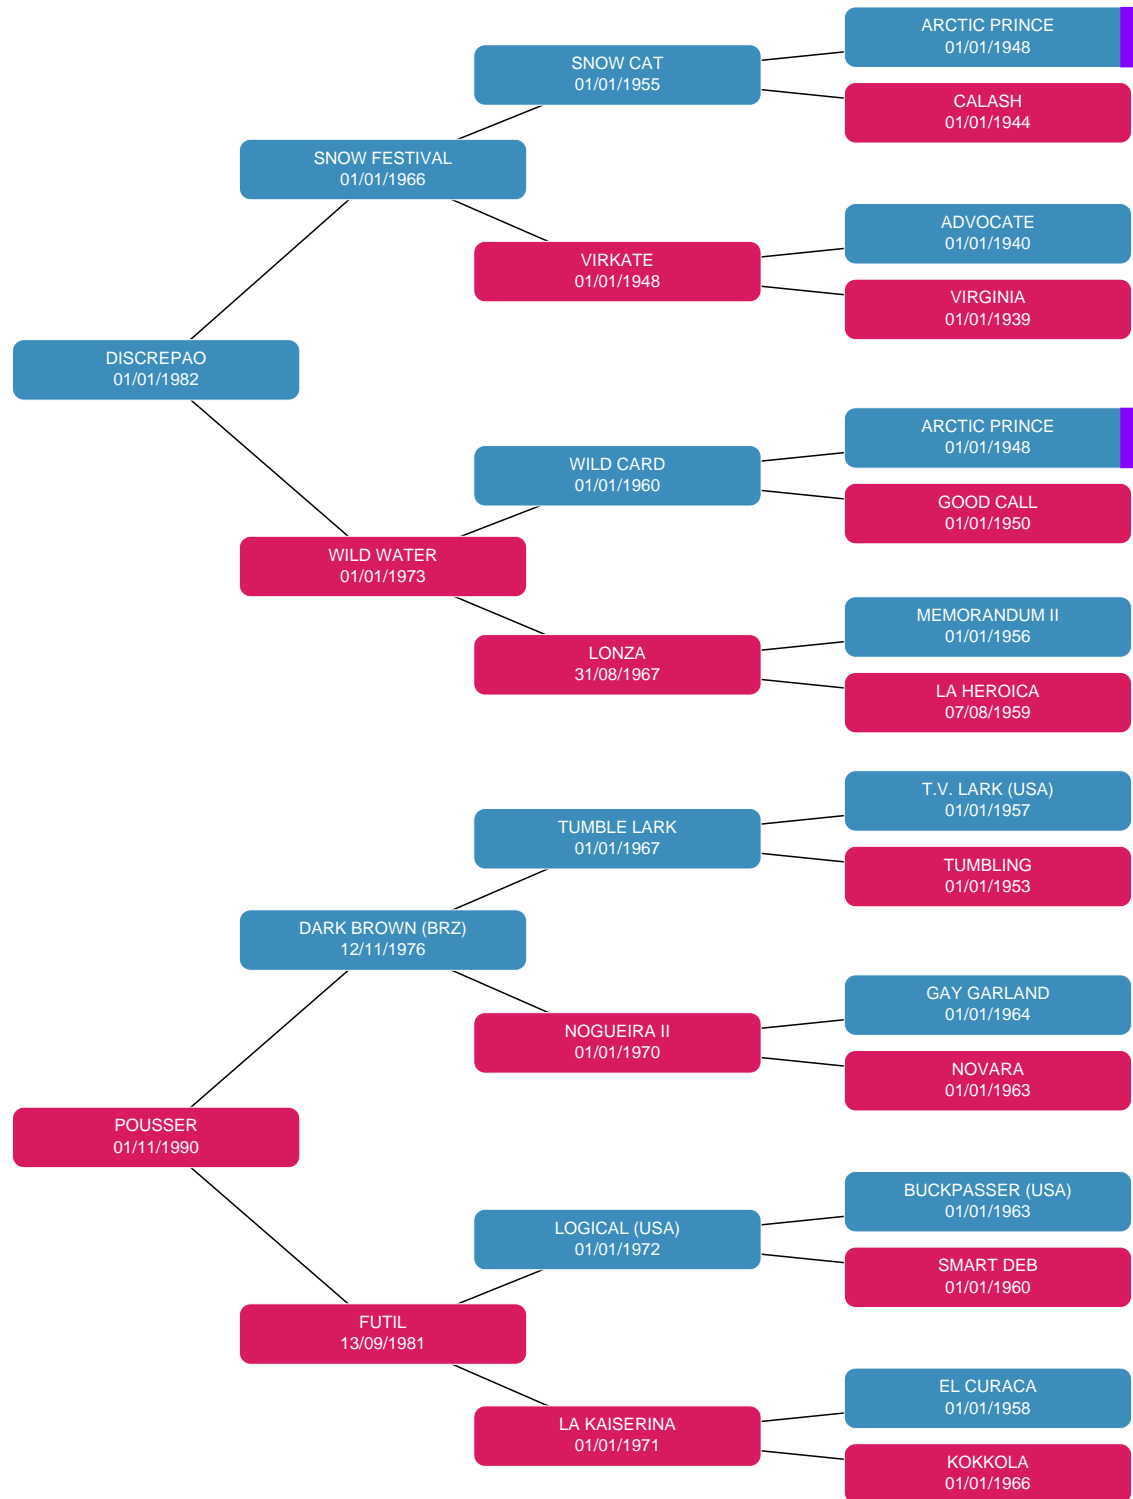 ARCTIC PRINCE
01/01/1948
SNOW CAT
01/01/1955
CALASH
01/01/1944
SNOW FESTIVAL
01/01/1966
ADVOCATE
01/01/1940
VIRKATE
01/01/1948
VIRGINIA
01/01/1939
DISCREPAO
01/01/1982
ARCTIC PRINCE
01/01/1948
WILD CARD
01/01/1960
GOOD CALL
01/01/1950
WILD WATER
01/01/1973
MEMORANDUM II
01/01/1956
LONZA
31/08/1967
LA HEROICA
07/08/1959
T.V. LARK (USA)
01/01/1957
TUMBLE LARK
01/01/1967
TUMBLING
01/01/1953
DARK BROWN (BRZ)
12/11/1976
GAY GARLAND
01/01/1964
NOGUEIRA II
01/01/1970
NOVARA
01/01/1963
POUSSER
01/11/1990
BUCKPASSER (USA)
01/01/1963
LOGICAL (USA)
01/01/1972
SMART DEB
01/01/1960
FUTIL
13/09/1981
EL CURACA
01/01/1958
LA KAISERINA
01/01/1971
KOKKOLA
01/01/1966